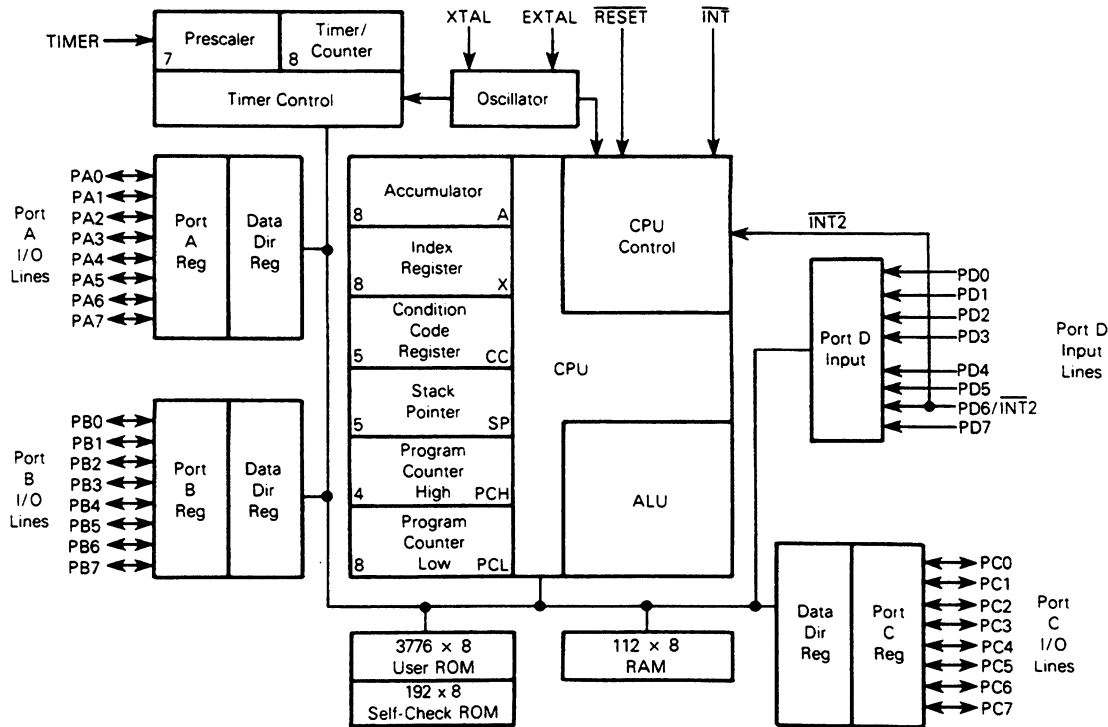 XTAL
EXTAL
RESET
INT
TIMER
Prescaler
7
Timer/
Counter
8
Timer Control
Oscillator
Port
A
I/O
Lines
PA0
PA1
PA2
PA3
PA4
PA5
PA6
PA7
Port
A
Reg
Data
Dir
Reg
Accumulator
8
A
Index
Register
8
X
Condition
Code
Register
5
CC
Stack
Pointer
5
SP
Program
Counter
High
4
PCH
Program
Counter
Low
8
PCL
CPU
CPU
Control
ALU
INT2
Port D
Input
PD0
PD1
PD2
PD3
PD4
PD5
PD6/INT2
PD7
Port D
Input
Lines
Port
B
I/O
Lines
PB0
PB1
PB2
PB3
PB4
PB5
PB6
PB7
Port
B
Reg
Data
Dir
Reg
3776 × 8
User ROM
192 x 8
Self-Check ROM
112 × 8
RAM
Data
Dir
Reg
Port
C
Reg
PC0
PC1
PC2
PC3
PC4
PC5
PC6
PC7
Port
C
I/O
Lines